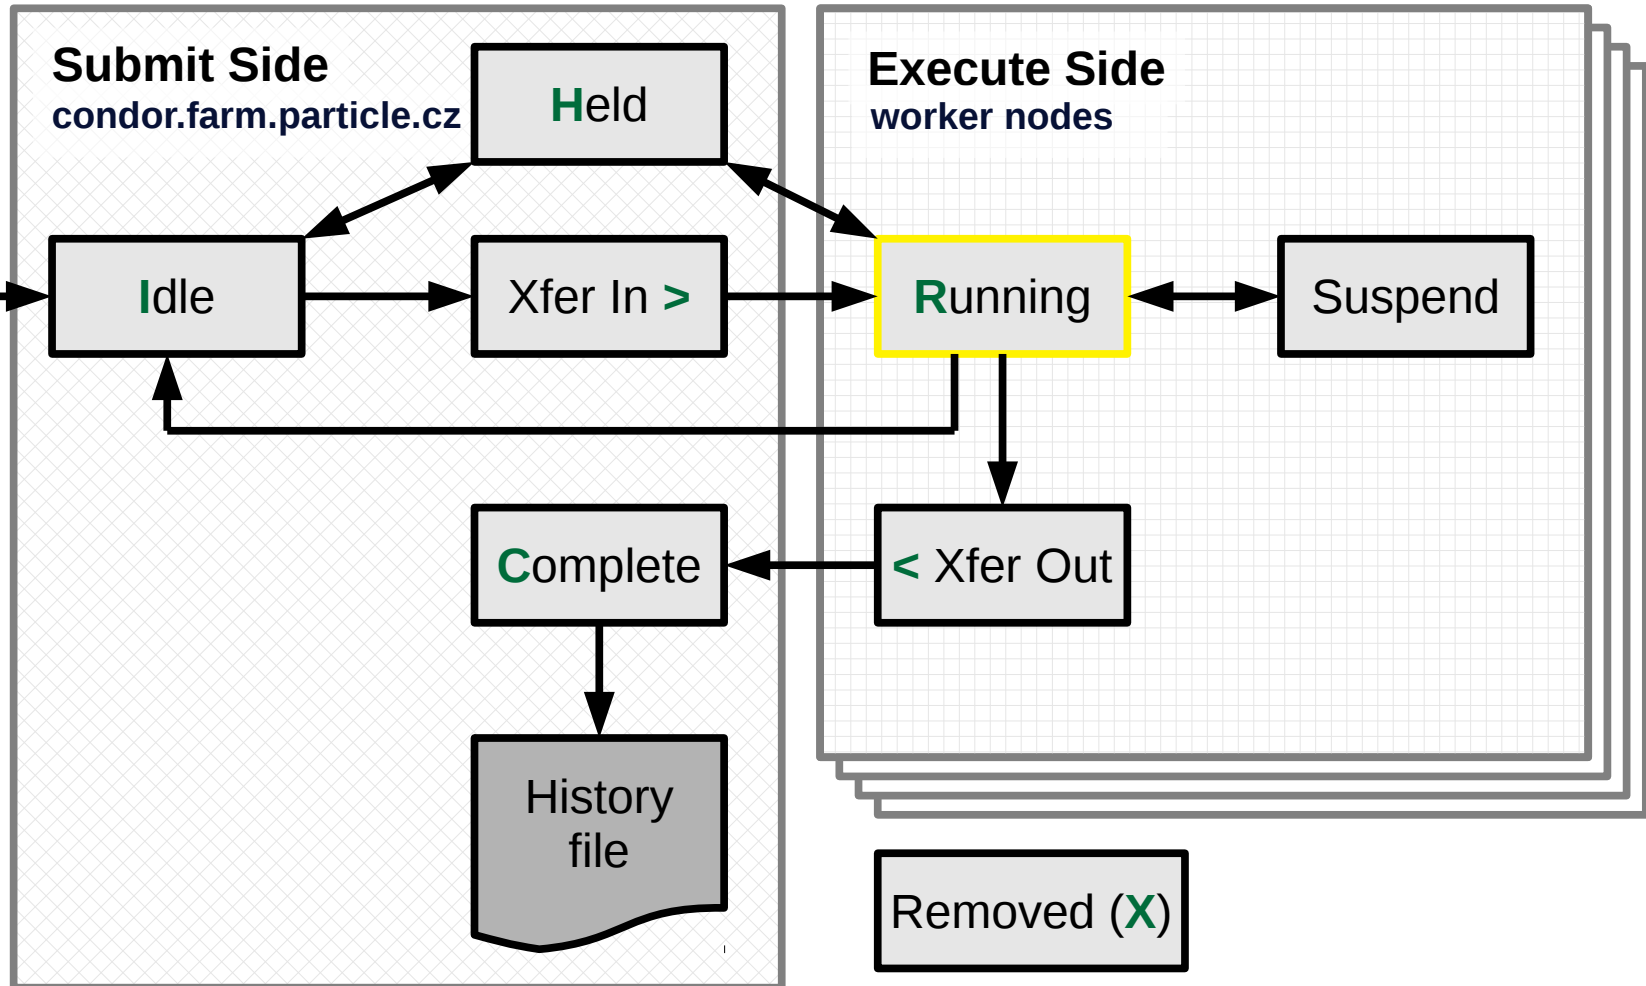 Submit Side
condor.farm.particle.cz
Held
Execute Side
worker nodes
Idle
Xfer In >
Running
Suspend
Complete
< Xfer Out
History
file
Removed (X)